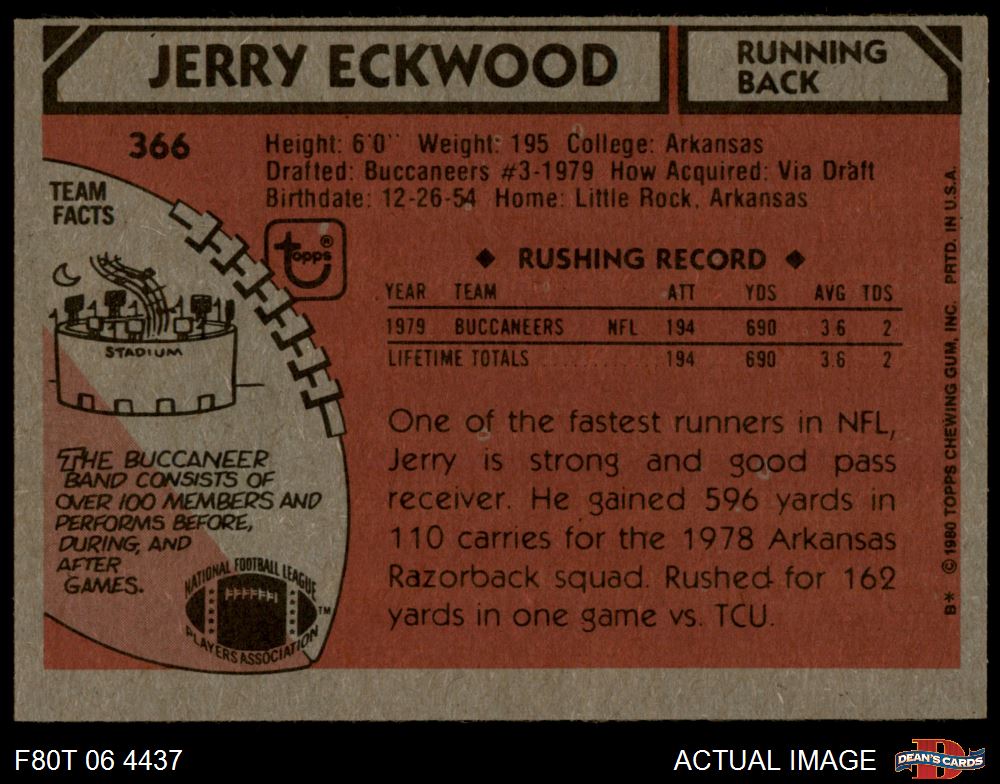 JERRY ECKWOOD
RUNNING
BACK
366
Height: 6'0" Weight: 195 College: Arkansas
Drafted: Buccaneers #3-1979 How Acquired: Via Draft
Birthdate: 12-26-54 Home: Little Rock, Arkansas
TEAM
FACTS
topps®
STADIUM
THE BUCCANEER
BAND CONSISTS OF
OVER 100 MEMBERS AND
PERFORMS BEFORE,
DURING, AND
AFTER
GAMES.
NATIONAL FOOTBALL LEAGUE
PLAYERS ASSOCIATION
TM
◆ RUSHING RECORD ◆
YEAR TEAM ATT YDS AVG TDS
1979 BUCCANEERS NFL 194 690 3.6 2
LIFETIME TOTALS .......... 194 690 3.6 2
One of the fastest runners in NFL,
Jerry is strong and good pass
receiver. He gained 596 yards in
110 carries for the 1978 Arkansas
Razorback squad. Rushed for 162
yards in one game vs. TCU.
B* © 1980 TOPPS CHEWING GUM, INC. PRTD. IN U.S.A.
F80T 06 4437
ACTUAL IMAGE
D
DEAN'S CARDS